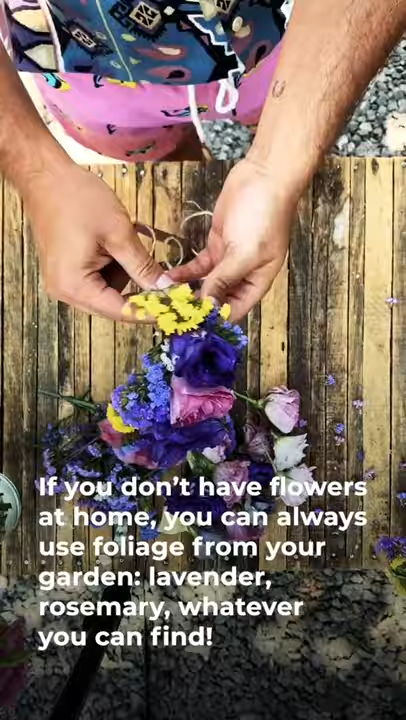 If you don't have flowers
at home, you can always
use foliage from your
garden: lavender,
rosemary, whatever
you can find!